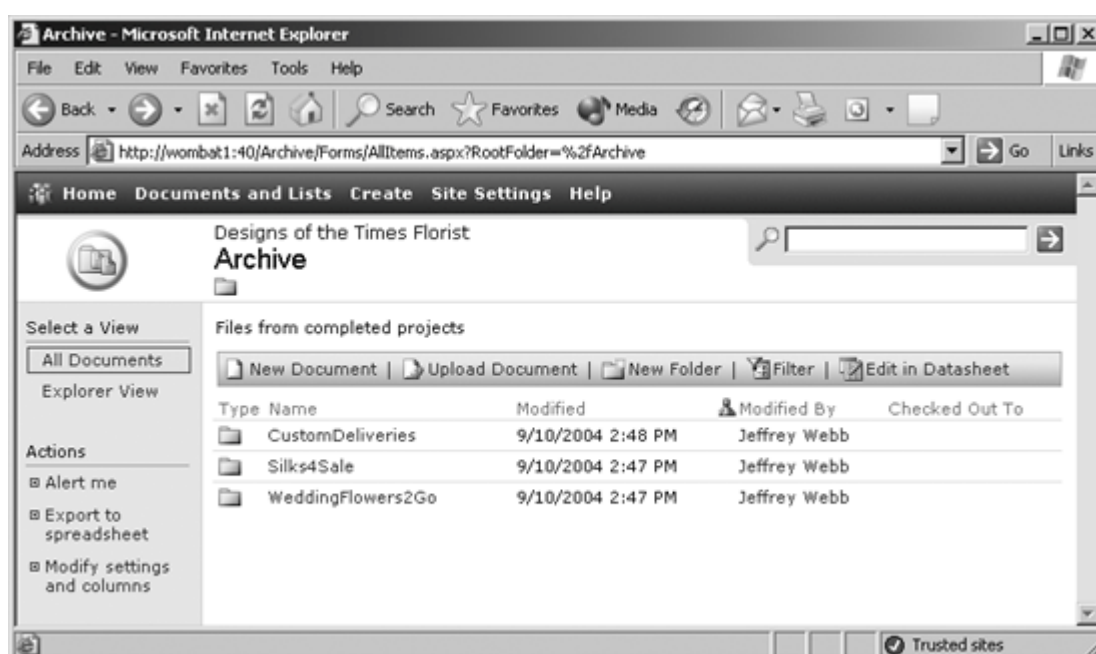 Archive - Microsoft Internet Explorer
File Edit View Favorites Tools Help
Back Search Favorites Media
Address http://wombat1:40/Archive/Forms/AllItems.aspx?RootFolder=%2fArchive Go Links
Home Documents and Lists Create Site Settings Help
Designs of the Times Florist
Archive
Select a View
All Documents
Explorer View
Actions
Alert me
Export to
spreadsheet
Modify settings
and columns
Files from completed projects
New Document | Upload Document | New Folder | Filter | Edit in Datasheet
Type Name Modified Modified By Checked Out To
CustomDeliveries 9/10/2004 2:48 PM Jeffrey Webb
Silks4Sale 9/10/2004 2:47 PM Jeffrey Webb
WeddingFlowers2Go 9/10/2004 2:47 PM Jeffrey Webb
Trusted sites